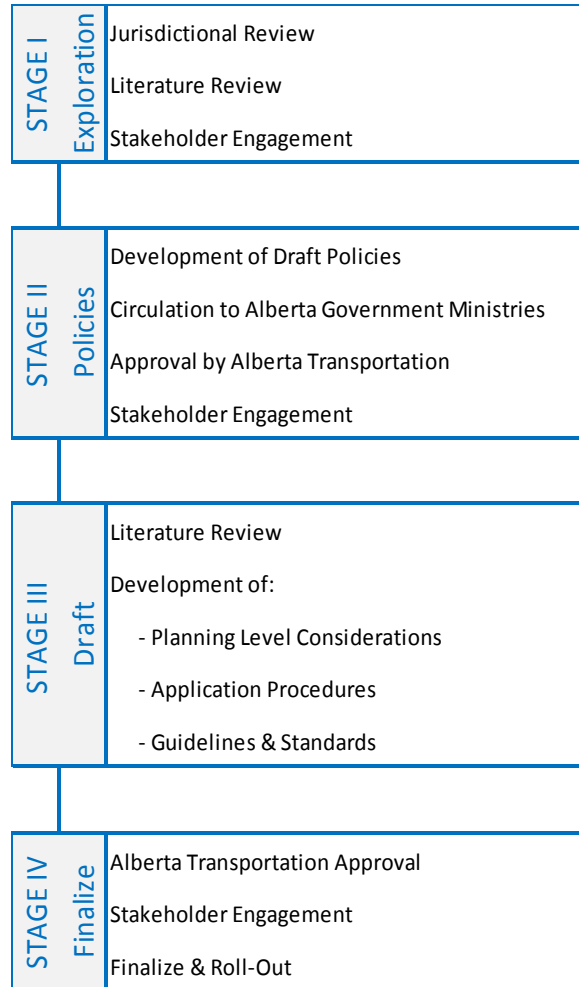 STAGE I
Exploration
Jurisdictional Review
Literature Review
Stakeholder Engagement
STAGE II
Policies
Development of Draft Policies
Circulation to Alberta Government Ministries
Approval by Alberta Transportation
Stakeholder Engagement
STAGE III
Draft
Literature Review
Development of:
- Planning Level Considerations
- Application Procedures
- Guidelines & Standards
STAGE IV
Finalize
Alberta Transportation Approval
Stakeholder Engagement
Finalize & Roll-Out